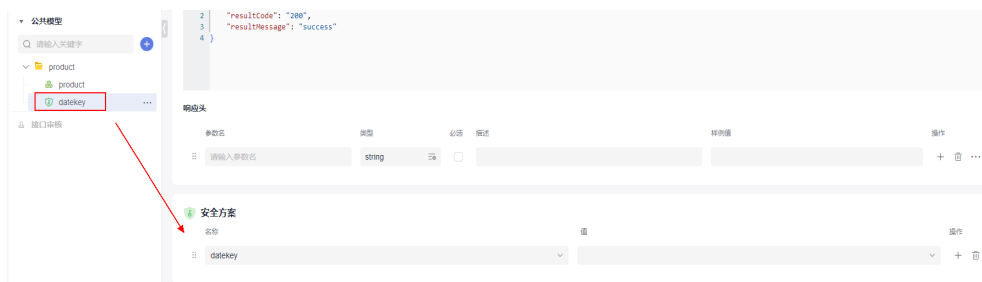 公共模型
请输入关键字
product
product
datekey
接口审核
2 "resultCode": "200",
3 "resultMessage": "success"
4 }
响应头
参数名 类型 必选 描述 样例值 操作
请输入参数名 string
安全方案
名称 值 操作
datekey